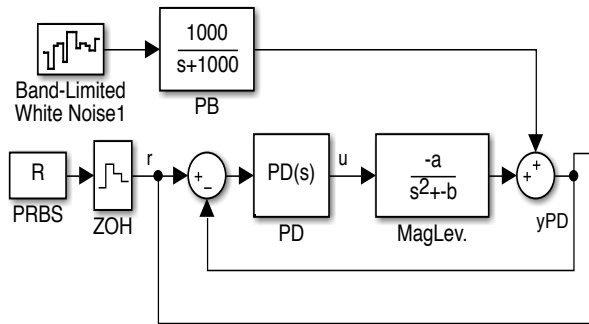 1000
s+1000
PB
Band-Limited
White Noise1
R
PRBS
ZOH
r
+
−
PD(s)
PD
u
-a
s²+-b
MagLev.
+
+
yPD